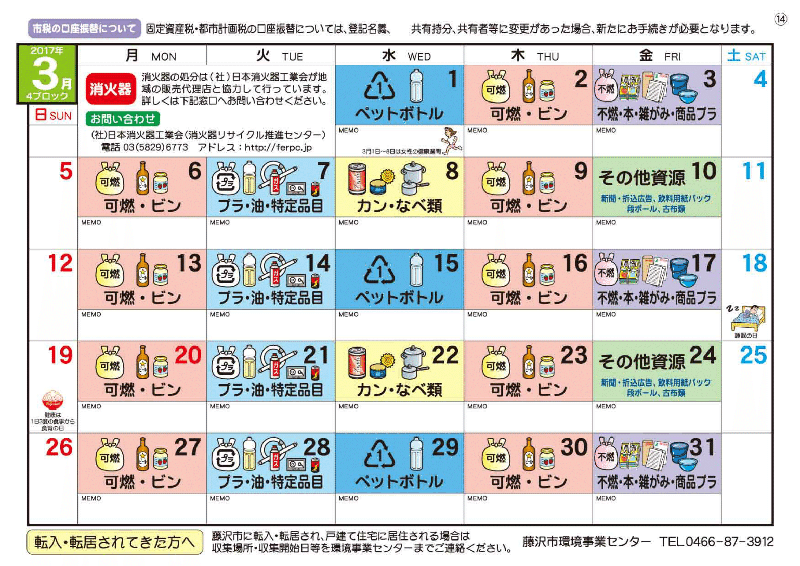 市税の口座振替について 固定資産税・都市計画税の口座振替については、登記名義、 共有持分、共有者等に変更があった場合、新たにお手続きが必要となります。
⑭
2017年
3月
4ブロック
日 SUN
月 MON
火 TUE
水 WED
木 THU
金 FRI
土 SAT
消火器
消火器の処分は(社)日本消火器工業会が地
域の販売代理店と協力して行っています。
詳しくは下記窓口へお問い合わせください。
お問い合わせ
(社)日本消火器工業会(消火器リサイクル推進センター)
電話 03(5829)6773 アドレス:http://ferpc.jp/
1
ペットボトル
MEMO
3月1日~8日は女性の健康週間
可燃
2
可燃・ビン
MEMO
不燃
3
不燃・本・雑がみ・商品プラ
MEMO
4
5
可燃
6
可燃・ビン
MEMO
プラ
7
プラ・油・特定品目
MEMO
8
カン・なべ類
MEMO
可燃
9
可燃・ビン
MEMO
その他資源 10
新聞・折込広告、飲料用紙パック
段ボール、古布類
MEMO
11
12
可燃
13
可燃・ビン
MEMO
プラ
14
プラ・油・特定品目
MEMO
15
ペットボトル
MEMO
可燃
16
可燃・ビン
MEMO
不燃
17
不燃・本・雑がみ・商品プラ
MEMO
18
睡眠の日
19
健康は
1日3回の食事から
食育の日
可燃
20
可燃・ビン
MEMO
プラ
21
プラ・油・特定品目
MEMO
22
カン・なべ類
MEMO
可燃
23
可燃・ビン
MEMO
その他資源 24
新聞・折込広告、飲料用紙パック
段ボール、古布類
MEMO
25
26
可燃
27
可燃・ビン
MEMO
プラ
28
プラ・油・特定品目
MEMO
29
ペットボトル
MEMO
可燃
30
可燃・ビン
MEMO
不燃
31
不燃・本・雑がみ・商品プラ
MEMO
転入・転居されてきた方へ
藤沢市に転入・転居され、戸建て住宅に居住される場合は
収集場所・収集開始日等を環境事業センターまでご連絡ください。
藤沢市環境事業センター TEL0466-87-3912